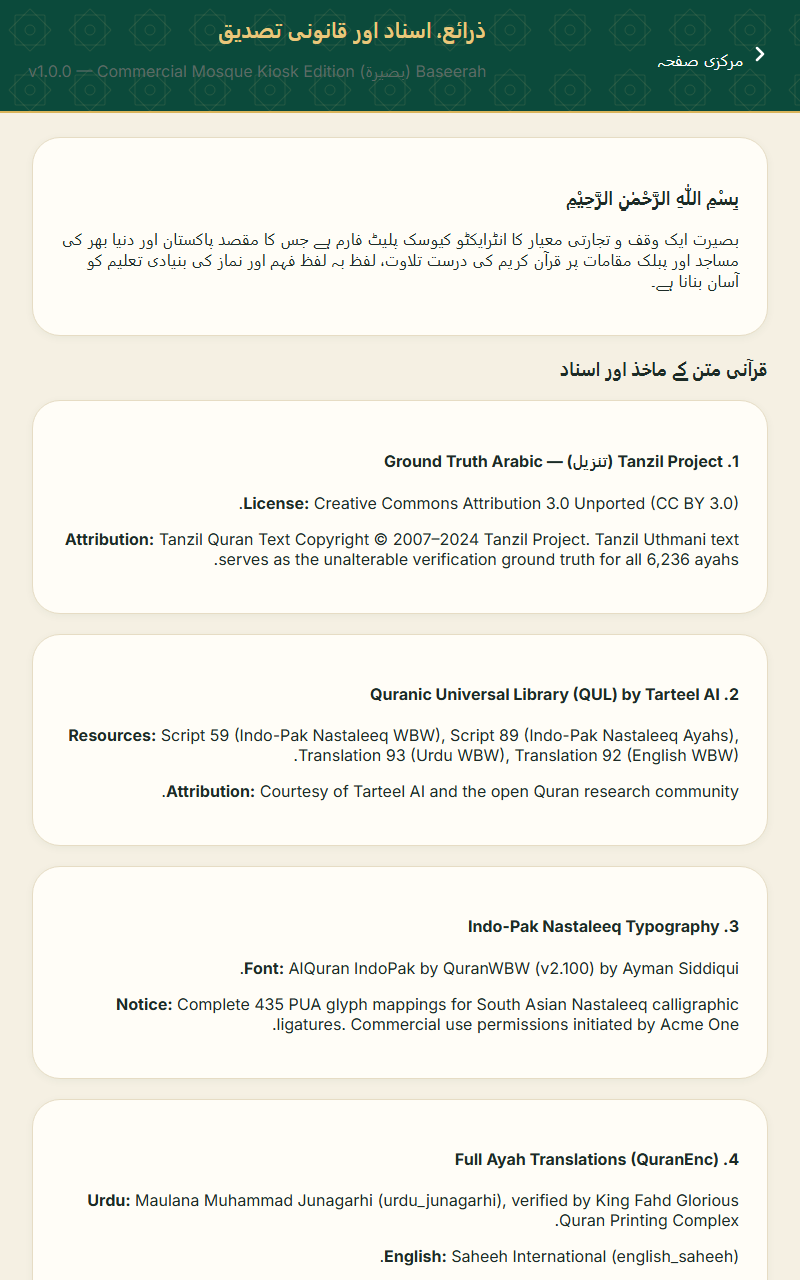 ذرائع، اسناد اور قانونی تصدیق
مرکزی صفحہ
Baseerah (بصیرة) v1.0.0 — Commercial Mosque Kiosk Edition
بِسْمِ اللّٰهِ الرَّحْمٰنِ الرَّحِيْمِ
بصیرت ایک وقف و تجارتی معیار کا انٹرایکٹو کیوسک پلیٹ فارم ہے جس کا مقصد پاکستان اور دنیا بھر کی
مساجد اور پبلک مقامات پر قرآن کریم کی درست تلاوت، لفظ بہ لفظ فہم اور نماز کی بنیادی تعلیم کو
آسان بنانا ہے۔
قرآنی متن کے ماخذ اور اسناد
1. Ground Truth Arabic — (تنزیل) Tanzil Project
License: Creative Commons Attribution 3.0 Unported (CC BY 3.0).
Attribution: Tanzil Quran Text Copyright © 2007–2024 Tanzil Project. Tanzil Uthmani text
serves as the unalterable verification ground truth for all 6,236 ayahs.
2. Quranic Universal Library (QUL) by Tarteel AI
Resources: Script 59 (Indo-Pak Nastaleeq WBW), Script 89 (Indo-Pak Nastaleeq Ayahs),
Translation 93 (Urdu WBW), Translation 92 (English WBW).
Attribution: Courtesy of Tarteel AI and the open Quran research community.
3. Indo-Pak Nastaleeq Typography
Font: AlQuran IndoPak by QuranWBW (v2.100) by Ayman Siddiqui.
Notice: Complete 435 PUA glyph mappings for South Asian Nastaleeq calligraphic
ligatures. Commercial use permissions initiated by Acme One.
4. Full Ayah Translations (QuranEnc)
Urdu: Maulana Muhammad Junagarhi (urdu_junagarhi), verified by King Fahd Glorious
Quran Printing Complex.
English: Saheeh International (english_saheeh).